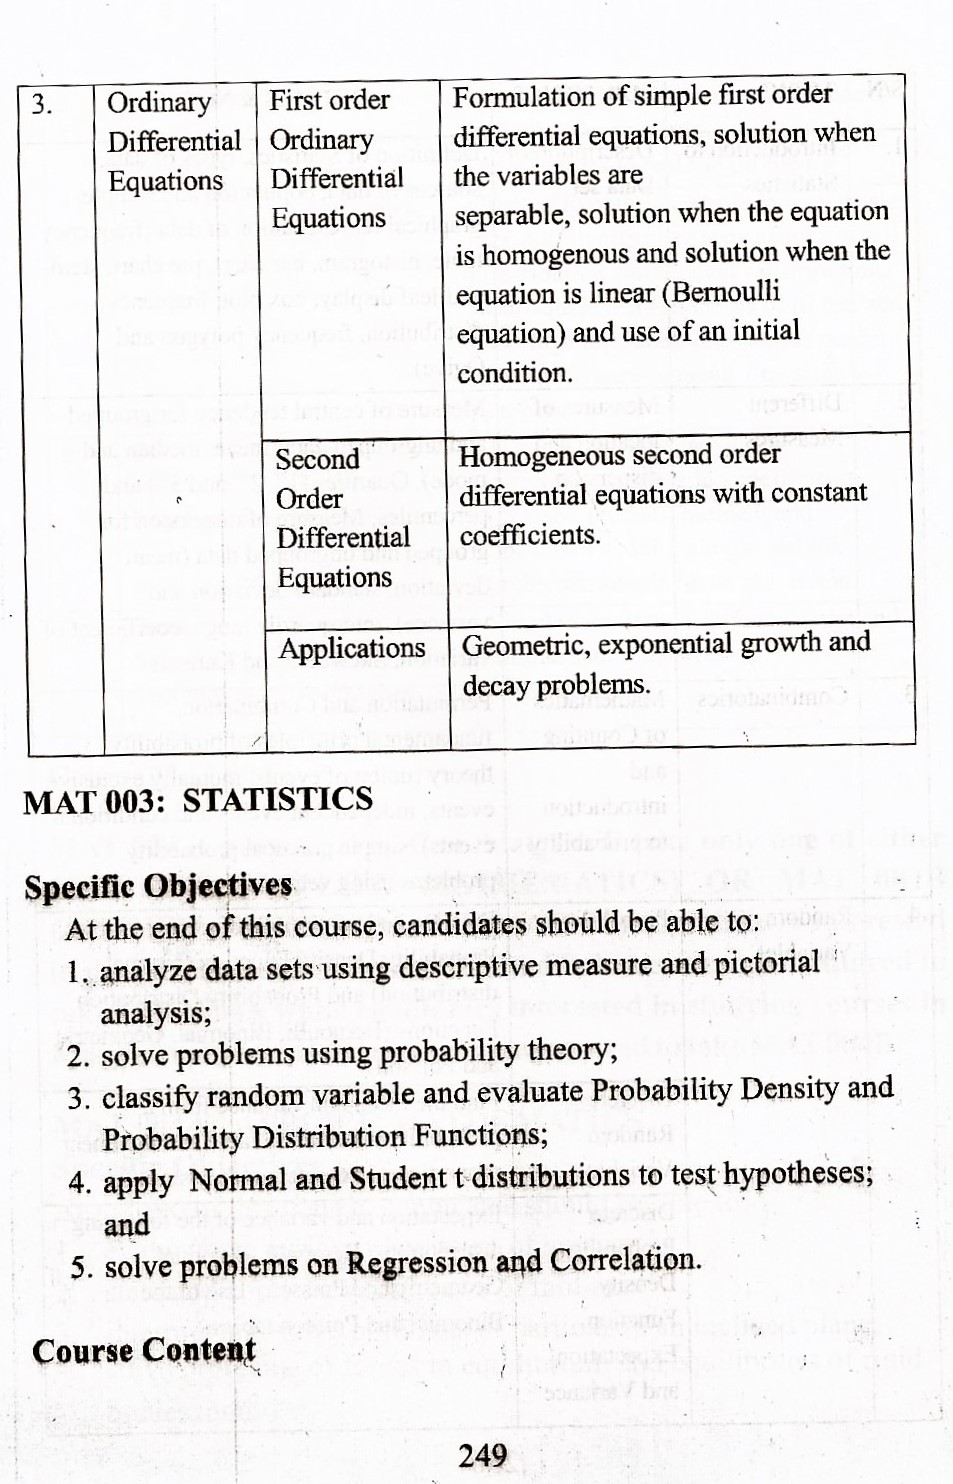 3.
Ordinary
Differential
Equations
First order
Ordinary
Differential
Equations
Formulation of simple first order
differential equations, solution when
the variables are
separable, solution when the equation
is homogenous and solution when the
equation is linear (Bernoulli
equation) and use of an initial
condition.
Second
Order
Differential
Equations
Homogeneous second order
differential equations with constant
coefficients.
Applications
Geometric, exponential growth and
decay problems.
MAT 003: STATISTICS
Specific Objectives
At the end of this course, candidates should be able to:
1. analyze data sets using descriptive measure and pictorial
analysis;
2. solve problems using probability theory;
3. classify random variable and evaluate Probability Density and
Probability Distribution Functions;
4. apply Normal and Student t distributions to test hypotheses;
and
5. solve problems on Regression and Correlation.
Course Content
249